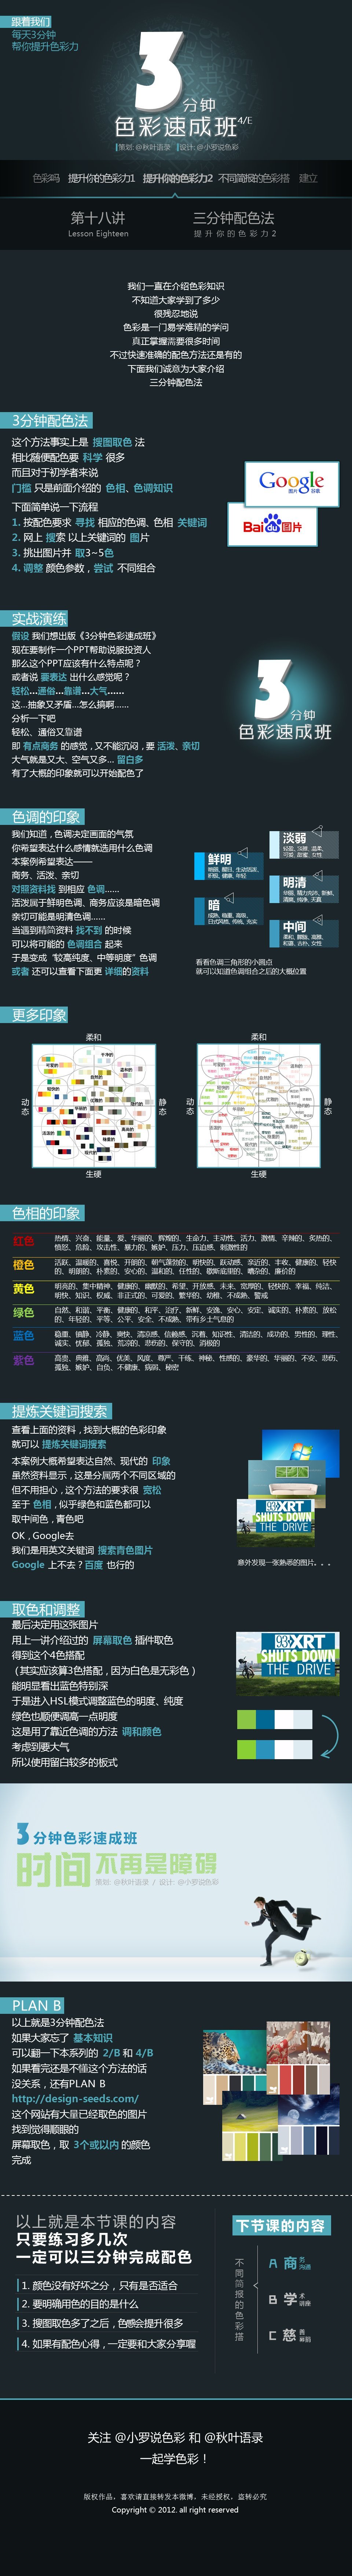 跟着我们
每天3分钟
帮你提升色彩力
3分钟
色彩速成班4/E
策划: @秋叶语录 设计: @小罗说色彩
色彩吗 提升你的色彩力1 提升你的色彩力2 不同简报的色彩搭 建立
第十八讲 三分钟配色法
Lesson Eighteen 提升你的色彩力2
我们一直在介绍色彩知识
不知道大家学到了多少
很残忍地说
色彩是一门易学难精的学问
真正掌握需要很多时间
不过快速准确的配色方法还是有的
下面我们诚意为大家介绍
三分钟配色法
3分钟配色法
这个方法事实上是 搜图取色 法
相比随便配色要 科学 很多
而且对于初学者来说
门槛 只是前面介绍的 色相、色调知识
下面简单说一下流程
1. 按配色要求 寻找 相应的色调、色相 关键词
2. 网上 搜索 以上关键词的 图片
3. 挑出图片并 取3~5色
4. 调整 颜色参数，尝试 不同组合
Google
图片 谷歌
Bai du 图片
实战演练
假设 我们想出版《3分钟色彩速成班》
现在要制作一个PPT帮助说服投资人
那么这个PPT应该有什么特点呢？
或者说 要表达 出什么感觉呢？
轻松...通俗...靠谱...大气......
这...抽象又矛盾...怎么搞啊......
分析一下吧
轻松、通俗又靠谱
即 有点商务 的感觉，又不能沉闷，要 活泼、亲切
大气就是又大、空气又多... 留白多
有了大概的印象就可以开始配色了
3分钟
色彩速成班
色调的印象
我们知道，色调决定画面的气氛
你希望表达什么感情就选用什么色调
本案例希望表达——
商务、活泼、亲切
对照资料找 到相应 色调......
活泼属于鲜明色调、商务应该是暗色调
亲切可能是明清色调......
当遇到精简资料 找不到 的时候
可以将可能的 色调组合 起来
于是变成“较高纯度、中等明度”色调
或者 还可以查看下面更 详细的资料
淡弱
鲜明
明清
暗
中间
看看色调三角形的小圆点
就可以知道色调组合之后的大概位置
更多印象
柔和 柔和
动态 静态 动态 静态
生硬 生硬
色相的印象
红色 热情、兴奋、能量、爱、华丽的、辉煌的、生命力、主动性、活力、激情、辛辣的、炙热的、
愤怒、危险、攻击性、暴力的、嫉妒、压力、压迫感、刺激性的
橙色 活跃、温暖的、喜悦、开朗的、朝气蓬勃的、明快的、跃动感、亲近的、丰收、健康的、轻快
的、明朗的、朴素的、安心的、温和的、任性的、歇斯底里的、嘈杂的、廉价的
黄色 明亮的、集中精神、健康的、幽默的、希望、开放感、未来、宽厚的、轻快的、幸福、纯洁、
明快、知识、权威、非正式的、可爱的、繁华的、幼稚、不成熟、警戒
绿色 自然、和谐、平衡、健康的、和平、治疗、新鲜、安逸、安心、安定、诚实的、朴素的、放松
的、年轻的、平等、公平、安全、不成熟、带有乡土气息的
蓝色 稳重、镇静、冷静、爽快、清凉感、信赖感、沉着、知识性、清洁的、成功的、男性的、理性、
诚实、忧郁、孤独、荒凉的、悲伤的、保守的、消极的
紫色 高贵、典雅、高尚、优美、风度、尊严、干练、神秘、性感的、豪华的、华丽的、不安、悲伤、
孤独、嫉妒、自负、不健康、病弱、秘密
提炼关键词搜索
查看上面的资料，找到大概的色彩印象
就可以 提炼关键词搜索
本案例大概希望表达自然、现代的 印象
虽然资料显示，这是分属两个不同区域的
但不用担心，这个方法的要求很 宽松
至于 色相，似乎绿色和蓝色都可以
取中间色，青色吧
OK，Google去
我们是用英文关键词 搜索青色图片
Google 上不去？百度 也行的
XRT
SHUTS DOWN
THE DRIVE
意外发现一张熟悉的图片。。。
取色和调整
最后决定用这张图片
用上一讲介绍过的 屏幕取色 插件取色
得到这个4色搭配
（其实应该算3色搭配，因为白色是无彩色）
能明显看出蓝色特别深
于是进入HSL模式调整蓝色的明度、纯度
绿色也顺便调高一点明度
这是用了靠近色调的方法 调和颜色
考虑到要大气
所以使用留白较多的板式
XRT
SHUTS DOWN
THE DRIVE
3分钟色彩速成班
时间不再是障碍
策划: @秋叶语录 / 设计: @小罗说色彩
PLAN B
以上就是3分钟配色法
如果大家忘了 基本知识
可以翻一下本系列的 2/B 和 4/B
如果看完还是不懂这个方法的话
没关系，还有PLAN B
http://design-seeds.com/
这个网站有大量已经取色的图片
找到觉得顺眼的
屏幕取色，取 3个或以内 的颜色
完成
以上就是本节课的内容
只要练习多几次
一定可以三分钟完成配色
1. 颜色没有好坏之分，只有是否适合
2. 要明确用色的目的是什么
3. 搜图取色多了之后，色感会提升很多
4. 如果有配色心得，一定要和大家分享喔
下节课的内容
不同简报的色彩搭
A 商务沟通
B 学术讲座
C 慈善募捐
关注 @小罗说色彩 和 @秋叶语录
一起学色彩！
版权作品，喜欢请直接转发本微博，未经授权，盗转必究
Copyright © 2012. all right reserved